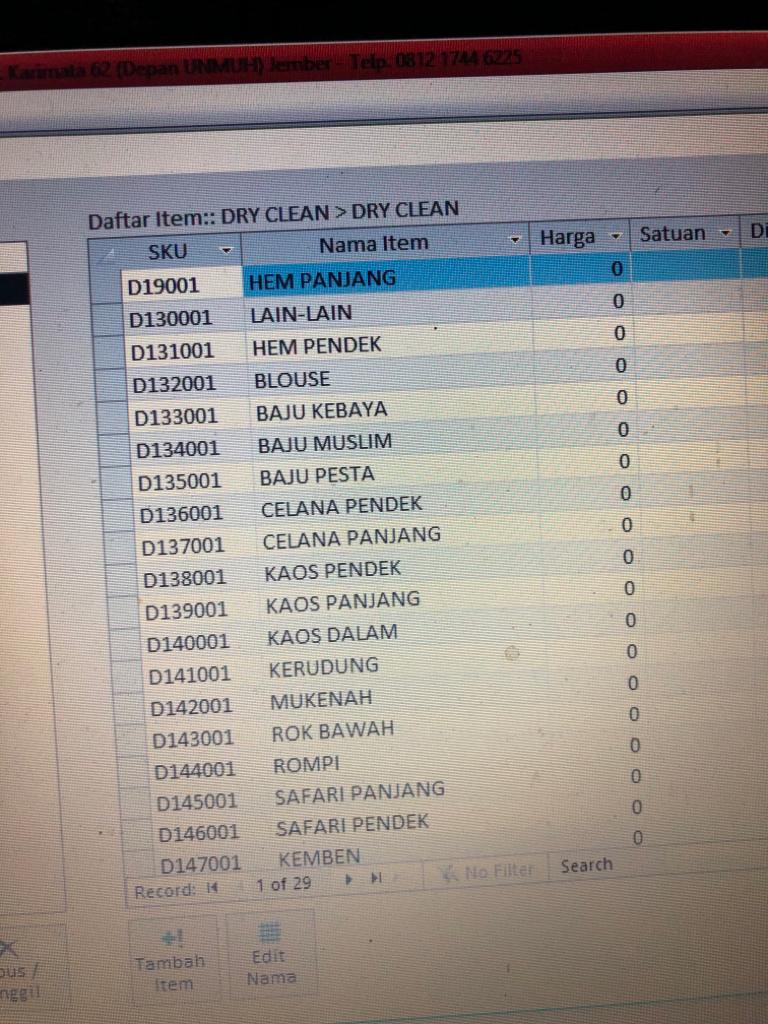 Karimata 62 (Depan UNMUH) Jember - Telp. 0812 1744 6225
Daftar Item:: DRY CLEAN > DRY CLEAN
SKU Nama Item Harga Satuan Di
D19001 HEM PANJANG 0
D130001 LAIN-LAIN 0
D131001 HEM PENDEK 0
D132001 BLOUSE 0
D133001 BAJU KEBAYA 0
D134001 BAJU MUSLIM 0
D135001 BAJU PESTA 0
D136001 CELANA PENDEK 0
D137001 CELANA PANJANG 0
D138001 KAOS PENDEK 0
D139001 KAOS PANJANG 0
D140001 KAOS DALAM 0
D141001 KERUDUNG 0
D142001 MUKENAH 0
D143001 ROK BAWAH 0
D144001 ROMPI 0
D145001 SAFARI PANJANG 0
D146001 SAFARI PENDEK 0
D147001 KEMBEN 0
Record: 1 of 29 No Filter Search
pus /
nggil
Tambah
Item
Edit
Nama